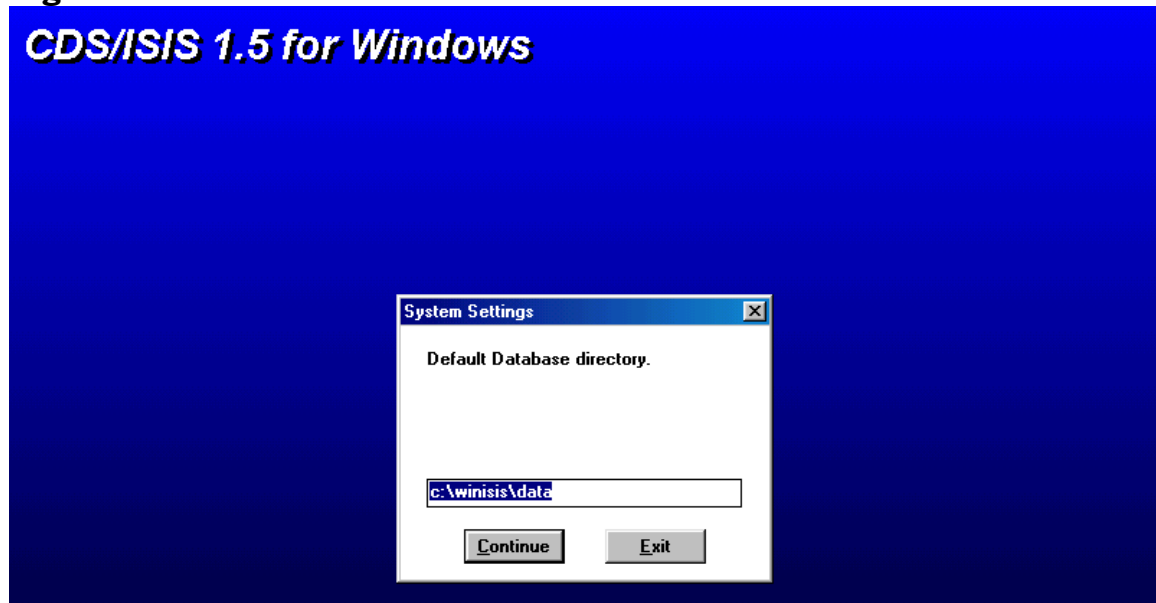 CDS/ISIS 1.5 for Windows
System Settings
Default Database directory.
c:\winisis\data
Continue
Exit